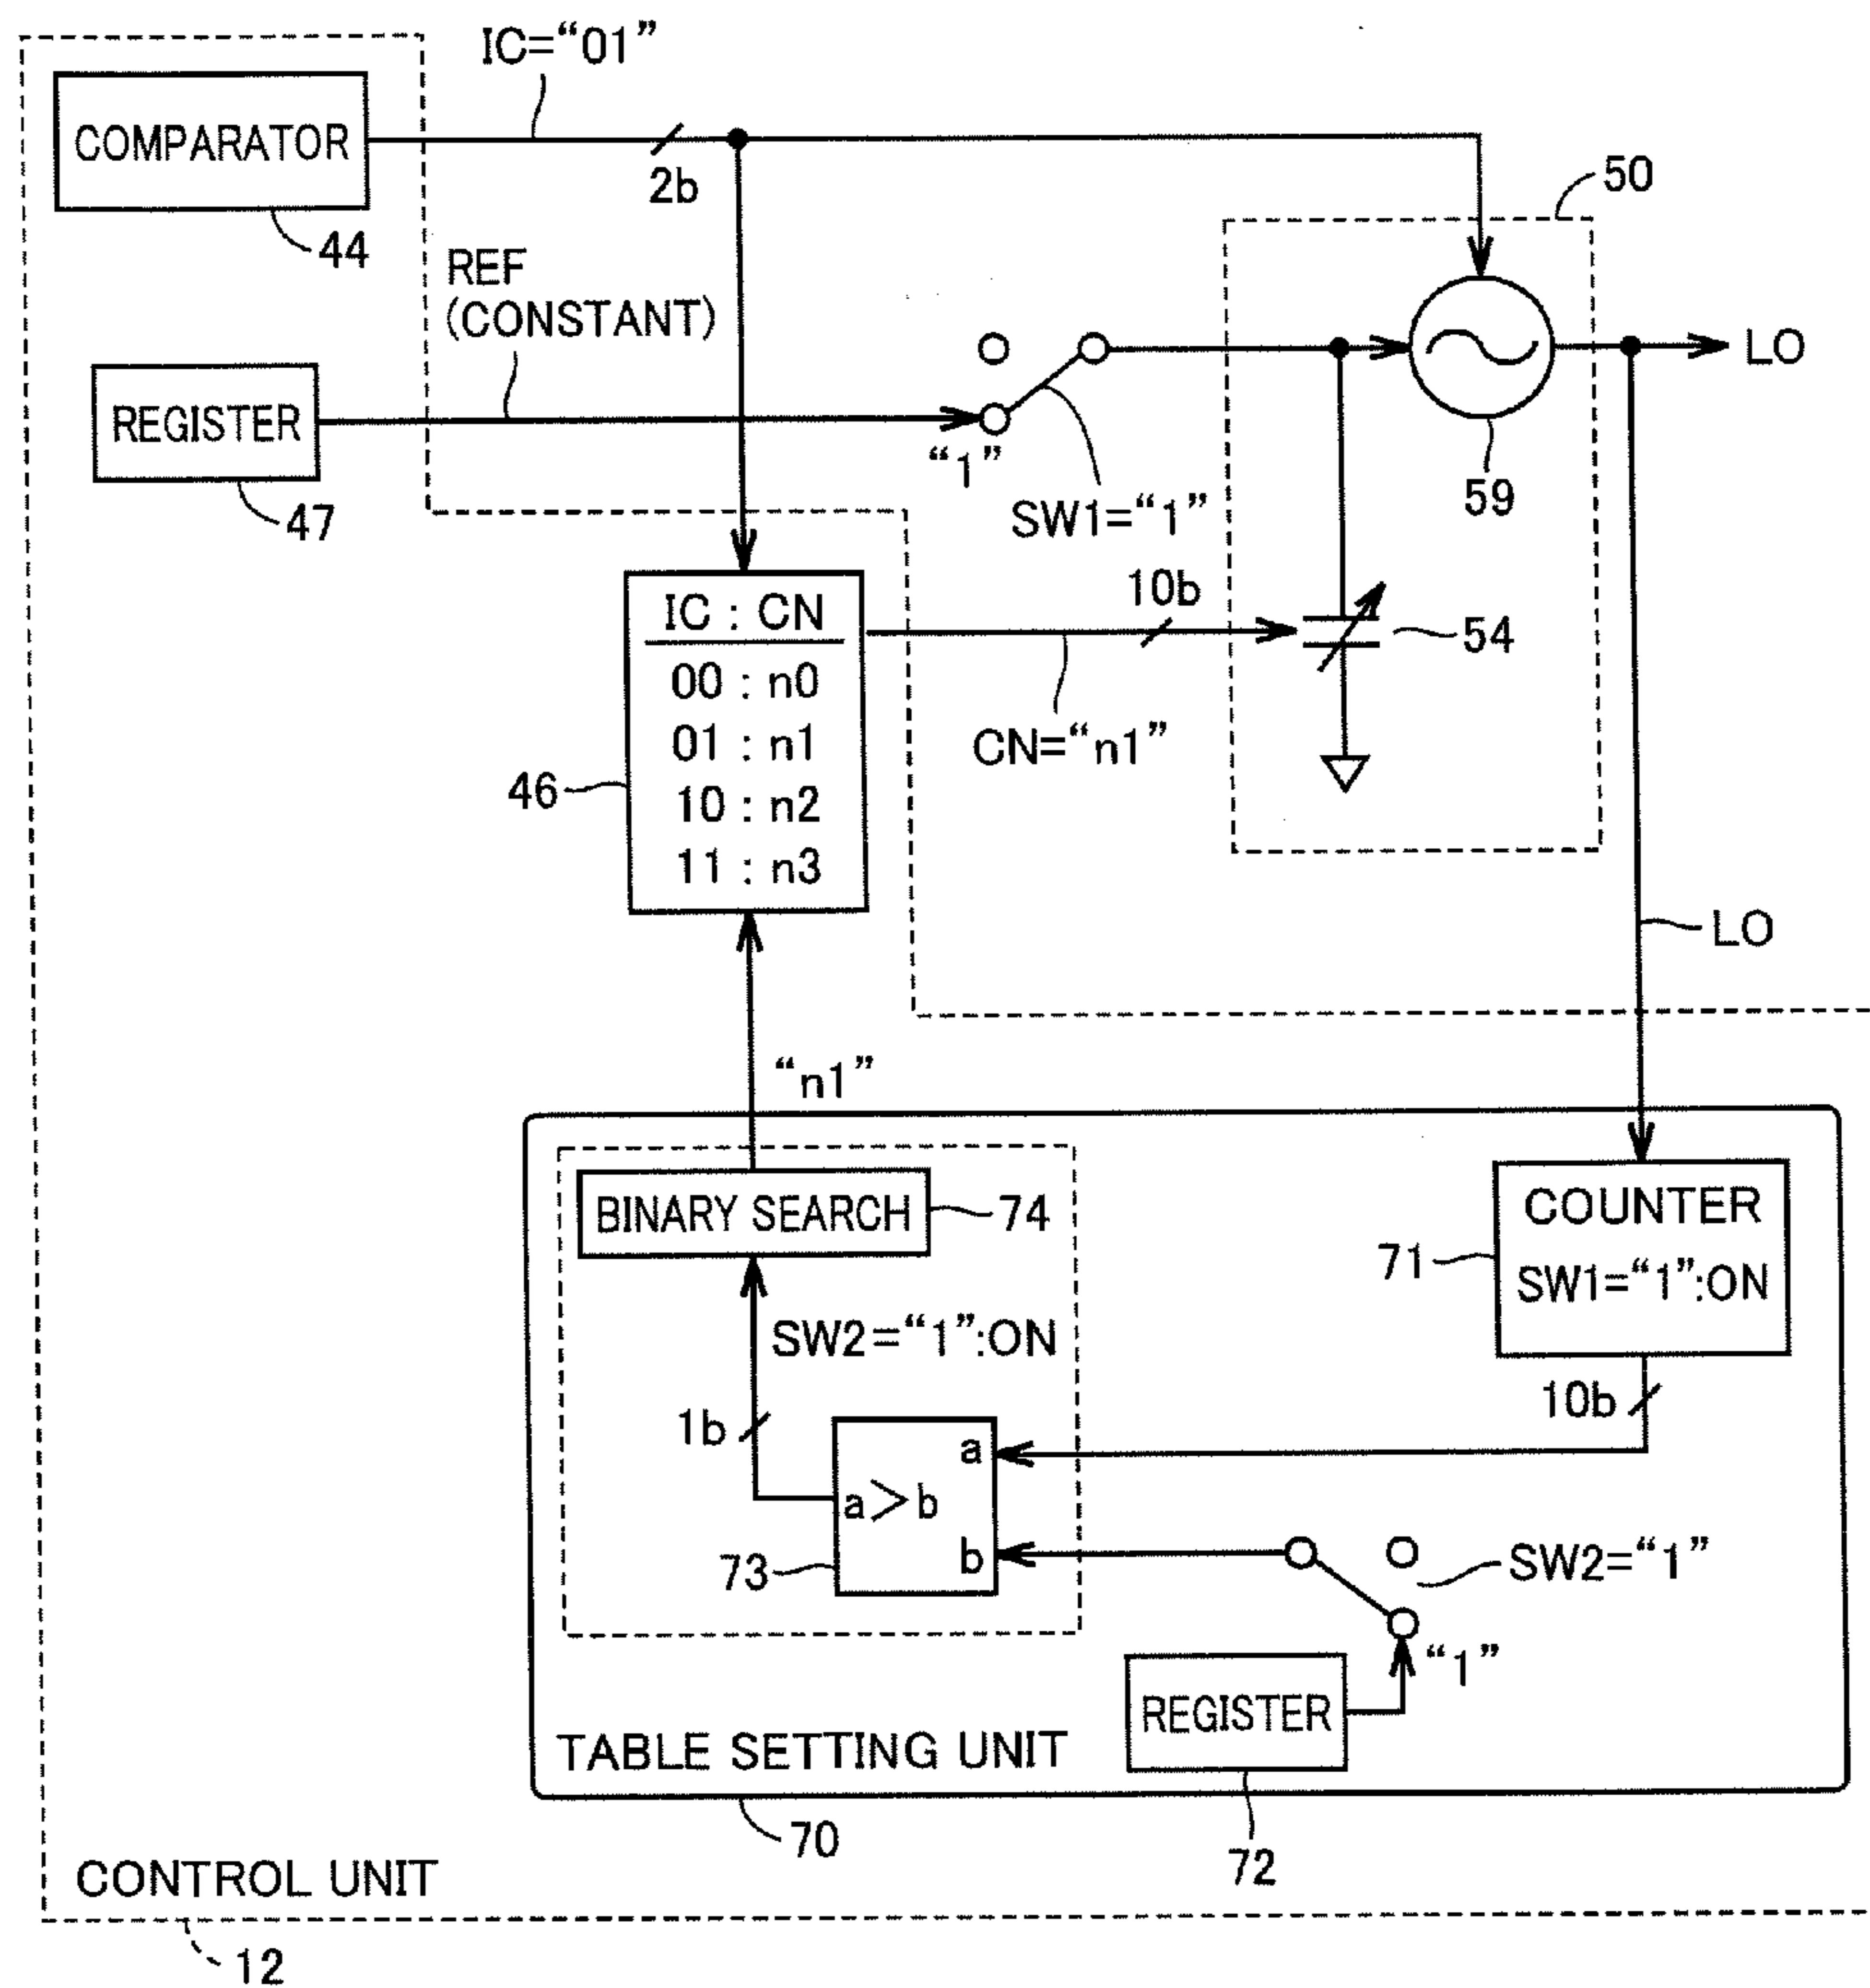 IC=“01”
COMPARATOR
2b
50
44
REF
(CONSTANT)
LO
REGISTER
“1”
59
47
SW1=“1”
10b
IC : CN
54
00 : n0
01 : n1
CN=“n1”
46
10 : n2
11 : n3
LO
“n1”
BINARY SEARCH
74
COUNTER
71
SW1=“1”:ON
SW2=“1”:ON
10b
1b
a
a>b
b
73
SW2=“1”
“1”
REGISTER
TABLE SETTING UNIT
70
72
CONTROL UNIT
12